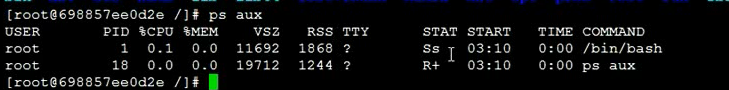 [root@698857ee0d2e /]# ps aux
USER PID %CPU %MEM VSZ RSS TTY STAT START TIME COMMAND
root 1 0.1 0.0 11692 1868 ? Ss 03:10 0:00 /bin/bash
root 18 0.0 0.0 19712 1244 ? R+ 03:10 0:00 ps aux
[root@698857ee0d2e /]#